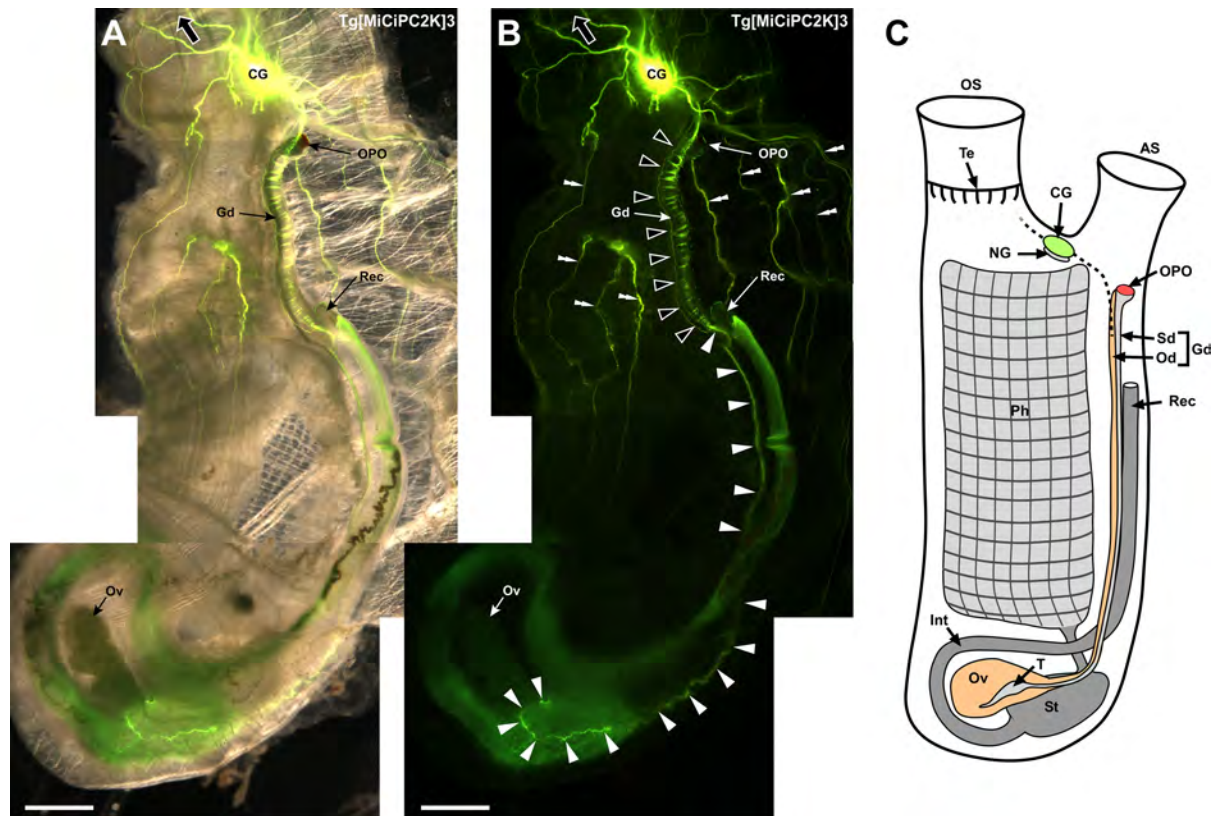 A
Tg[MiCiPC2K]3
CG
OPO
Gd
Rec
Ov
B
Tg[MiCiPC2K]3
CG
OPO
Gd
Rec
Ov
C
OS
AS
Te
CG
NG
OPO
Sd
Gd
Od
Rec
Ph
Int
Ov
T
St